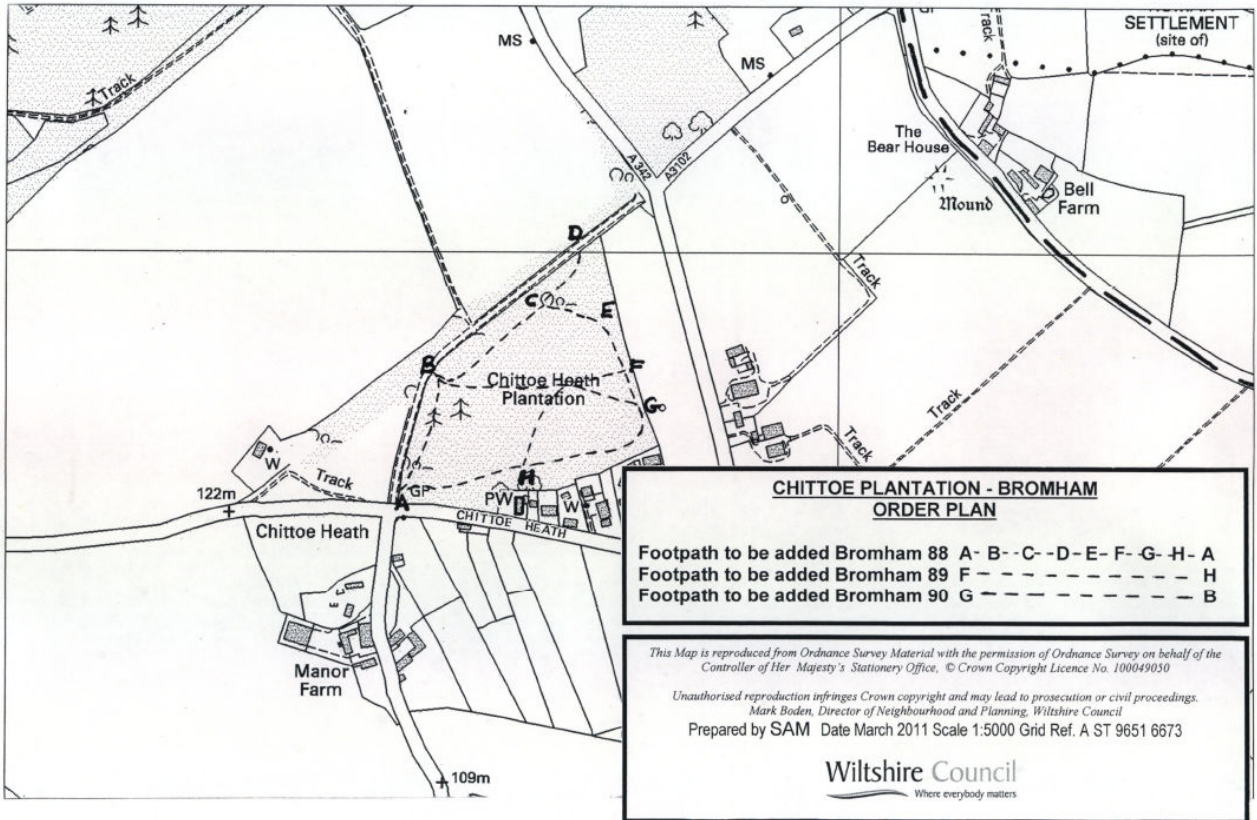 SETTLEMENT
(site of)
MS
MS
Track
Track
A 342
A3102
The
Bear House
Mound
Bell
Farm
D
C
E
B
F
G
Chittoe Heath
Plantation
Track
Track
Track
W
Track
122m
GP
A
H
PW
W
CHITTOE HEATH
Chittoe Heath
Manor
Farm
109m
CHITTOE PLANTATION - BROMHAM
ORDER PLAN
Footpath to be added Bromham 88 A- B- -C- -D- E- F- G- -H- A
Footpath to be added Bromham 89 F - - - - - - - - - - - H
Footpath to be added Bromham 90 G - - - - - - - - - - - B
This Map is reproduced from Ordnance Survey Material with the permission of Ordnance Survey on behalf of the
Controller of Her Majesty's Stationery Office, © Crown Copyright Licence No. 100049050
Unauthorised reproduction infringes Crown copyright and may lead to prosecution or civil proceedings.
Mark Boden, Director of Neighbourhood and Planning, Wiltshire Council
Prepared by SAM Date March 2011 Scale 1:5000 Grid Ref. A ST 9651 6673
Wiltshire Council
Where everybody matters